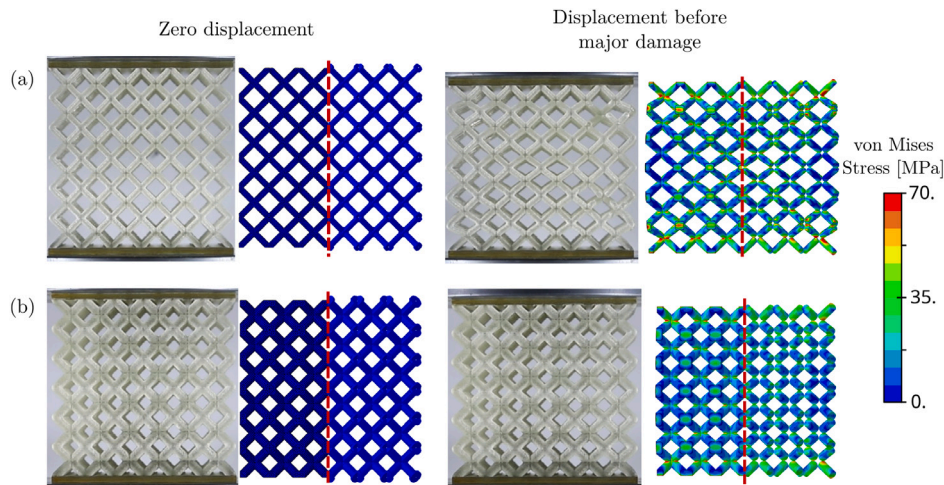 Zero displacement
Displacement before
major damage
(a)
von Mises
Stress [MPa]
70.
35.
0.
(b)